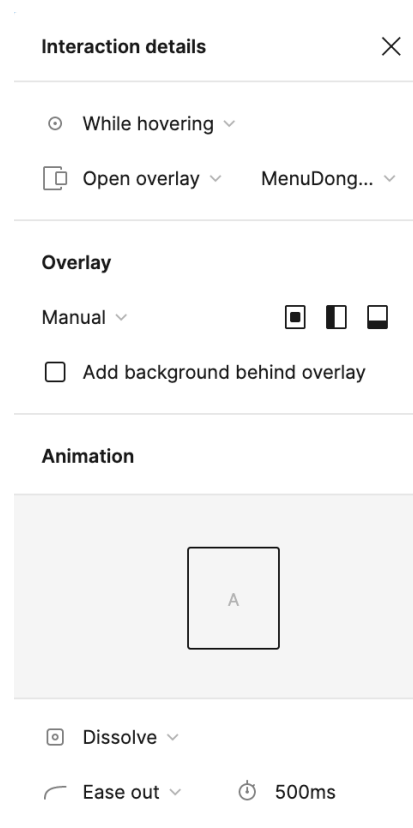 Interaction details
While hovering
Open overlay MenuDong...
Overlay
Manual
Add background behind overlay
Animation
A
Dissolve
Ease out 500ms